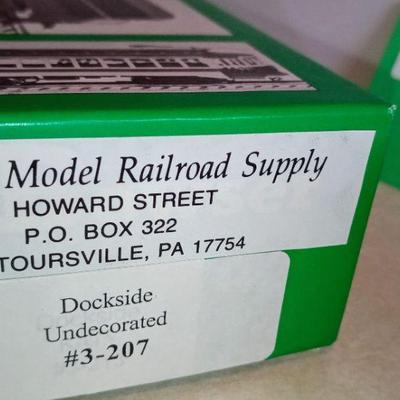 Model Railroad Supply
HOWARD STREET
P.O. BOX 322
TOURSVILLE, PA 17754
Dockside
Undecorated
#3-207